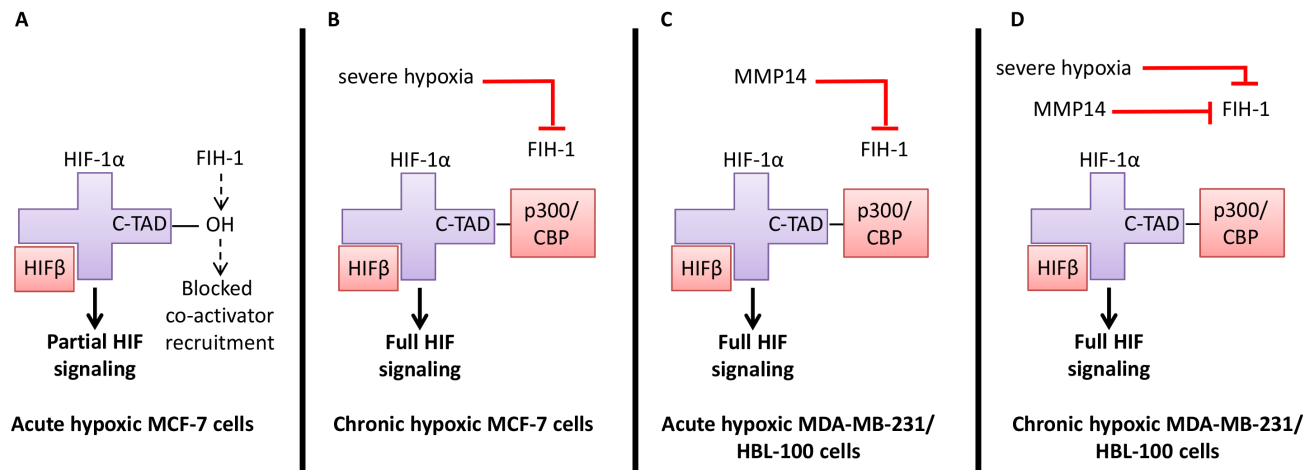 A
HIF-1α
FIH-1
C-TAD
OH
HIFβ
Blocked
co-activator
recruitment
Partial HIF
signaling
Acute hypoxic MCF-7 cells
B
severe hypoxia
FIH-1
HIF-1α
C-TAD
p300/
CBP
HIFβ
Full HIF
signaling
Chronic hypoxic MCF-7 cells
C
MMP14
FIH-1
HIF-1α
C-TAD
p300/
CBP
HIFβ
Full HIF
signaling
Acute hypoxic MDA-MB-231/
HBL-100 cells
D
severe hypoxia
MMP14
FIH-1
HIF-1α
C-TAD
p300/
CBP
HIFβ
Full HIF
signaling
Chronic hypoxic MDA-MB-231/
HBL-100 cells